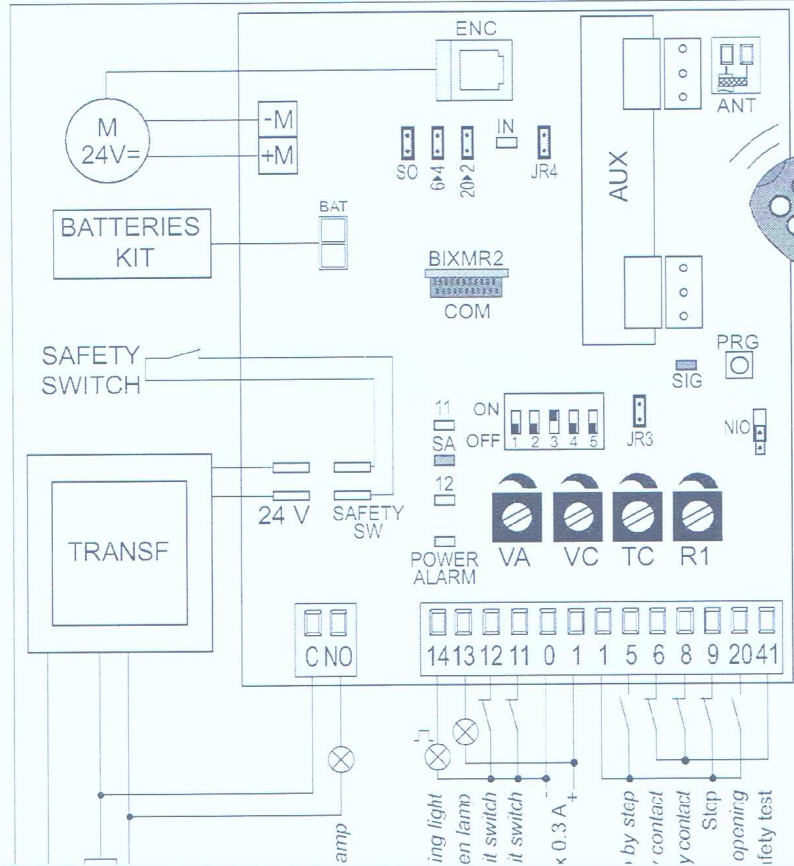 ENC
M
24V=
-M
+M
IN
SO
6▶4
20▶2
JR4
AUX
ANT
BATTERIES
KIT
BAT
BIXMR2
COM
SAFETY
SWITCH
PRG
SIG
ON
OFF
1 2 3 4 5
JR3
NIO
11
SA
12
24 V
SAFETY
SW
POWER
ALARM
VA VC TC R1
TRANSF
C NO
14 13 12 11 0 1 1 5 6 8 9 20 41
amp
ing light
en lamp
it switch
it switch
x 0.3 A
-
+
by step
contact
y contact
Stop
opening
afety test